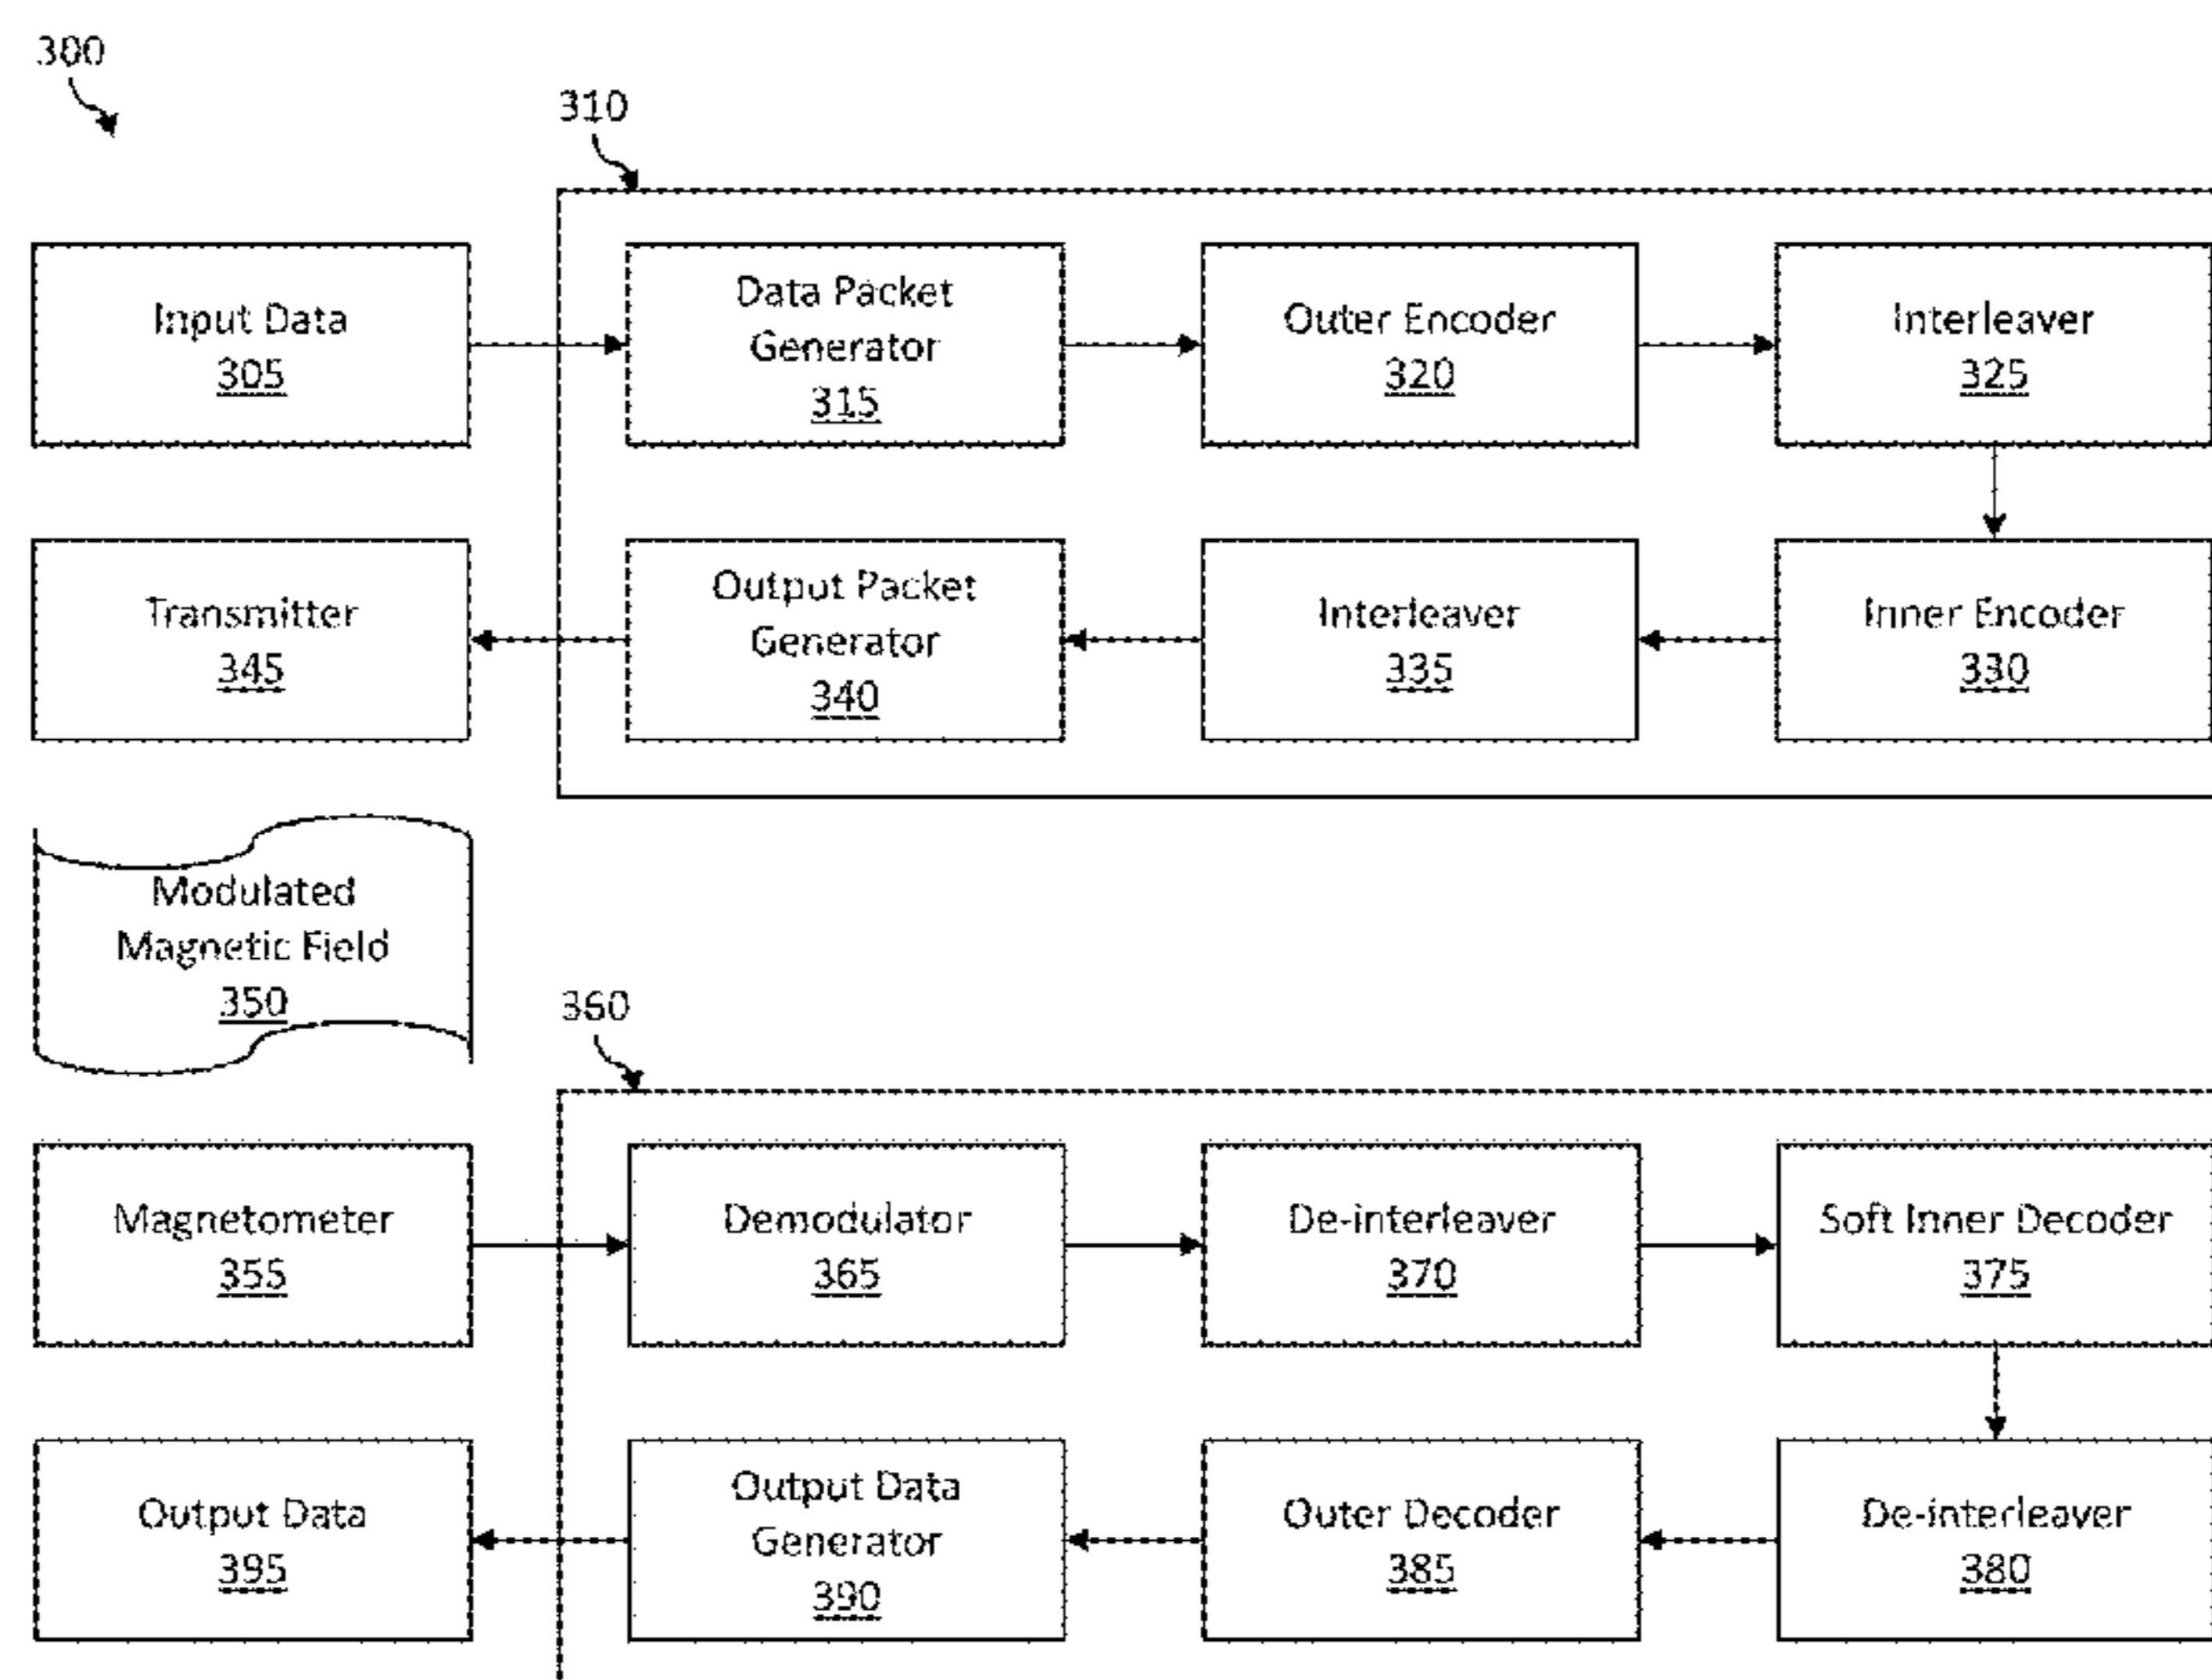 300
310
Input Data
305
Data Packet
Generator
315
Outer Encoder
320
Interleaver
325
Transmitter
345
Output Packet
Generator
340
Interleaver
335
Inner Encoder
330
Modulated
Magnetic Field
350
360
Magnetometer
355
Demodulator
365
De-interleaver
370
Soft Inner Decoder
375
Output Data
395
Output Data
Generator
390
Outer Decoder
385
De-interleaver
380